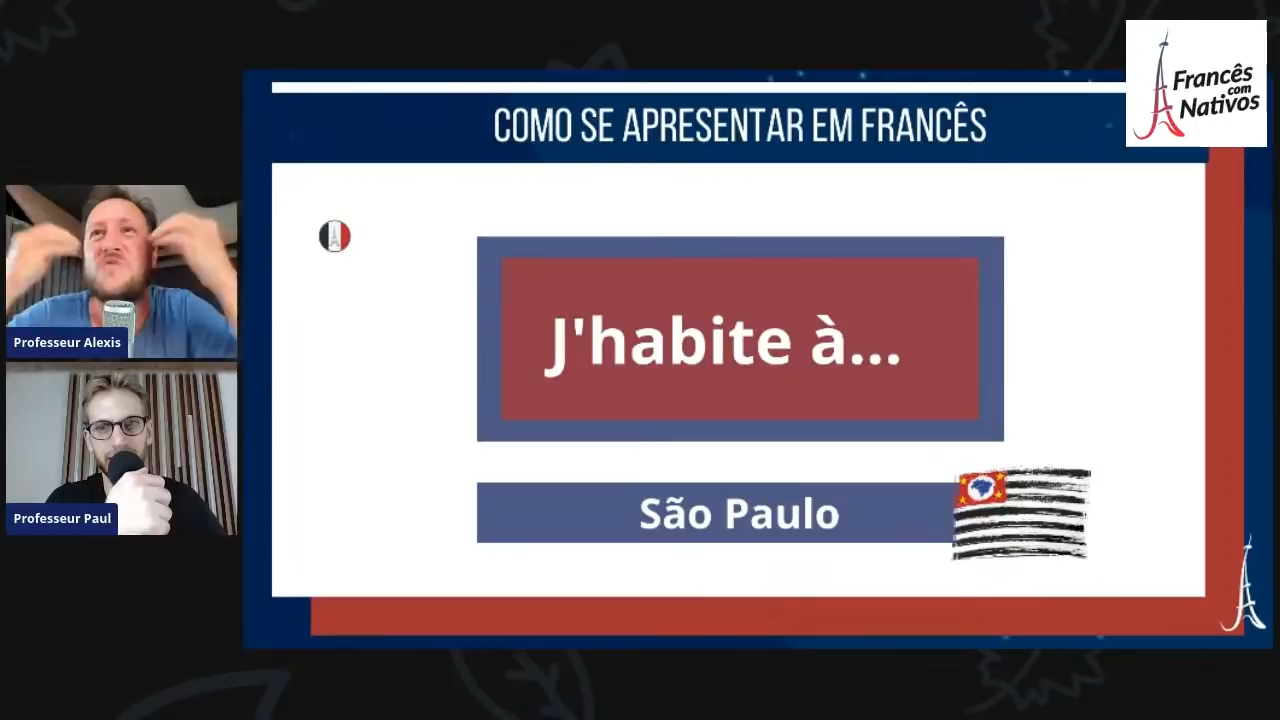 COMO SE APRESENTAR EM FRANCÊS
Francês
com
Nativos
J'habite à...
São Paulo
Professeur Alexis
Professeur Paul